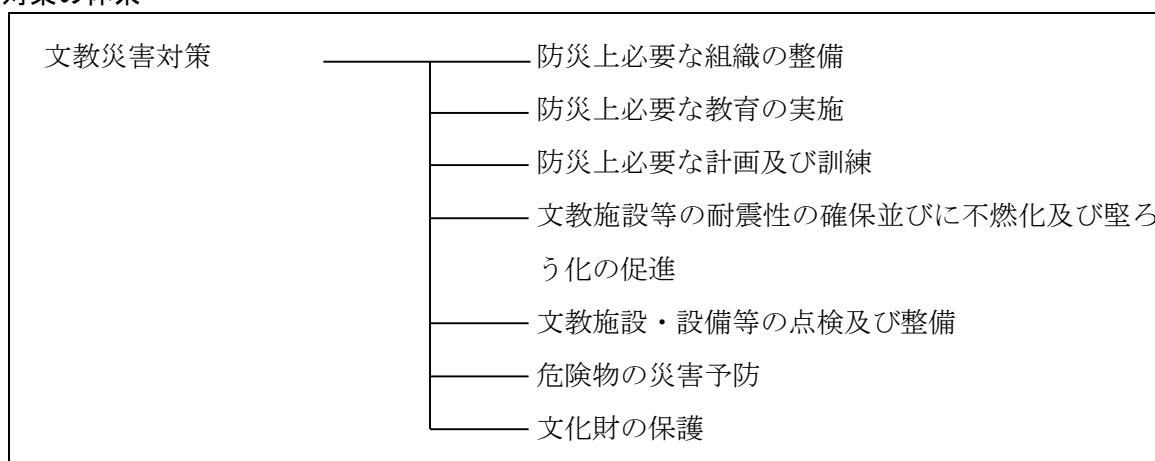 対策の体系
文教災害対策
防災上必要な組織の整備
防災上必要な教育の実施
防災上必要な計画及び訓練
文教施設等の耐震性の確保並びに不燃化及び堅ろ
う化の促進
文教施設・設備等の点検及び整備
危険物の災害予防
文化財の保護